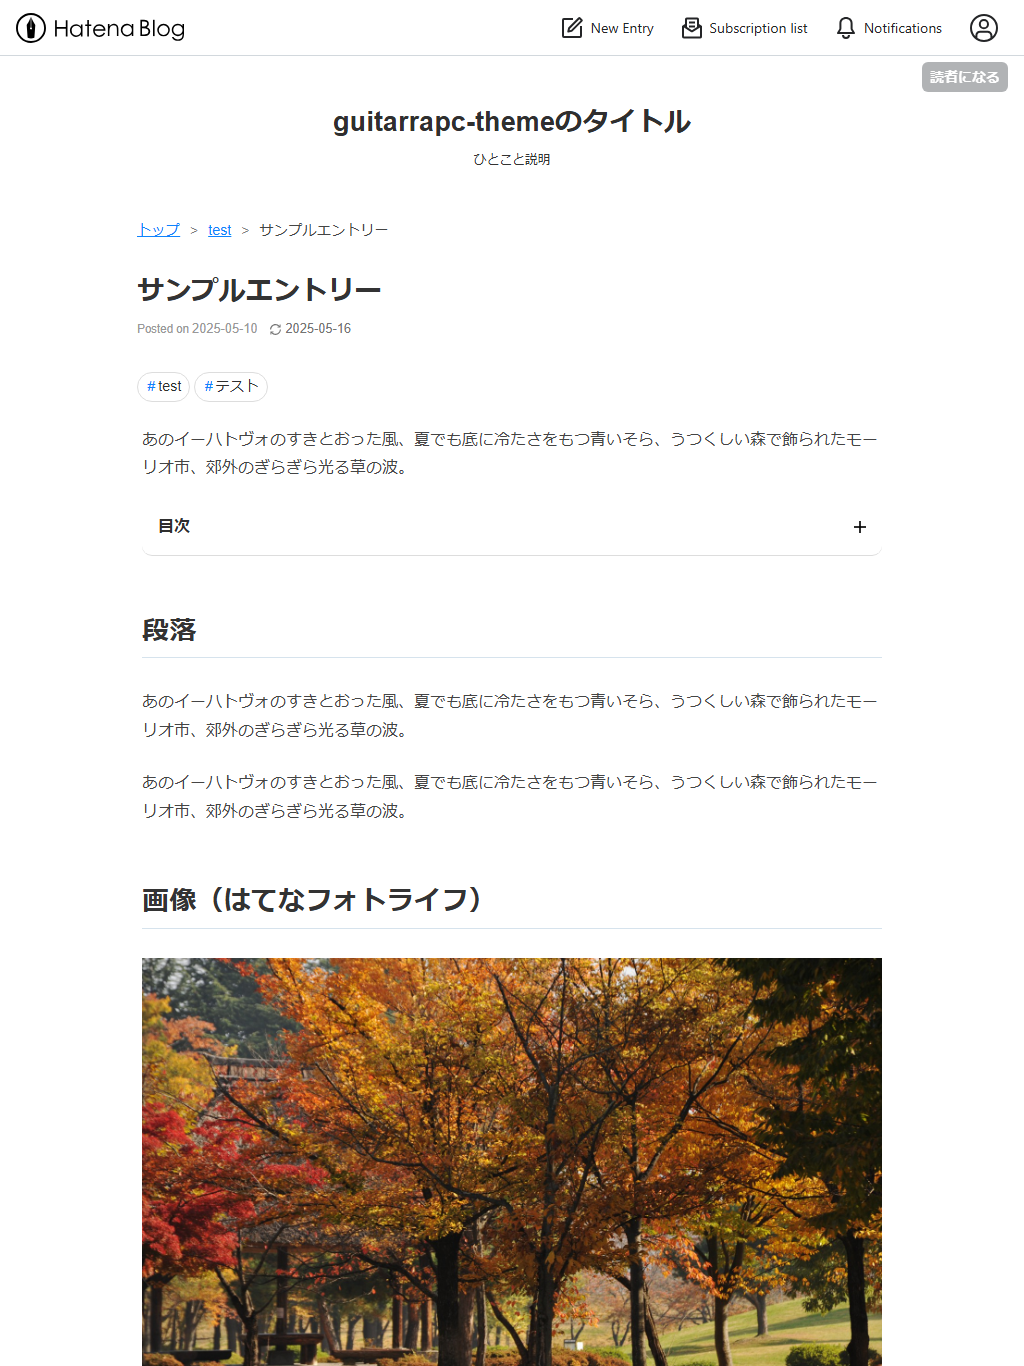 Hatena Blog
New Entry
Subscription list
Notifications
読者になる
guitarrapc-themeのタイトル
ひとこと説明
トップ > test > サンプルエントリー
サンプルエントリー
Posted on 2025-05-10 2025-05-16
#test #テスト
あのイーハトヴォのすきとおった風、夏でも底に冷たさをもつ青いそら、うつくしい森で飾られたモー
リオ市、郊外のぎらぎら光る草の波。
目次
段落
あのイーハトヴォのすきとおった風、夏でも底に冷たさをもつ青いそら、うつくしい森で飾られたモー
リオ市、郊外のぎらぎら光る草の波。
あのイーハトヴォのすきとおった風、夏でも底に冷たさをもつ青いそら、うつくしい森で飾られたモー
リオ市、郊外のぎらぎら光る草の波。
画像（はてなフォトライフ）